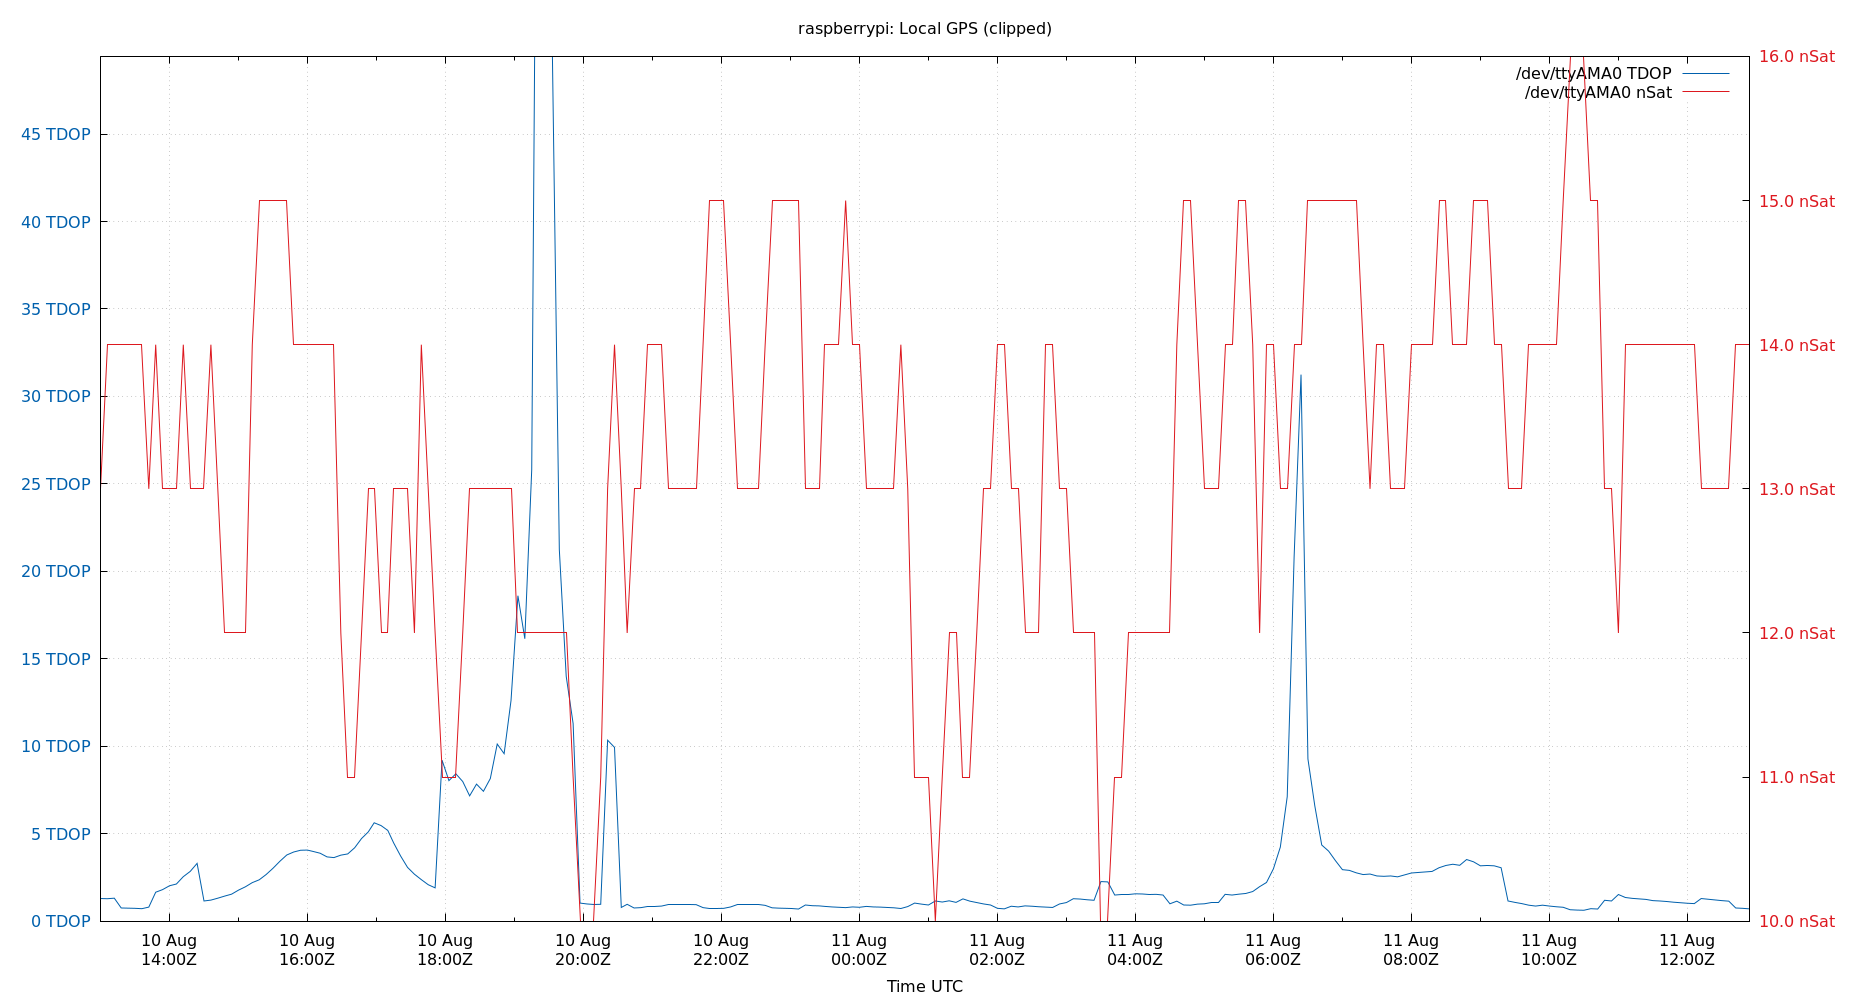 raspberrypi: Local GPS (clipped)
/dev/ttyAMA0 TDOP
/dev/ttyAMA0 nSat
45 TDOP
40 TDOP
35 TDOP
30 TDOP
25 TDOP
20 TDOP
15 TDOP
10 TDOP
5 TDOP
0 TDOP
16.0 nSat
15.0 nSat
14.0 nSat
13.0 nSat
12.0 nSat
11.0 nSat
10.0 nSat
10 Aug
14:00Z
10 Aug
16:00Z
10 Aug
18:00Z
10 Aug
20:00Z
10 Aug
22:00Z
11 Aug
00:00Z
11 Aug
02:00Z
11 Aug
04:00Z
11 Aug
06:00Z
11 Aug
08:00Z
11 Aug
10:00Z
11 Aug
12:00Z
Time UTC